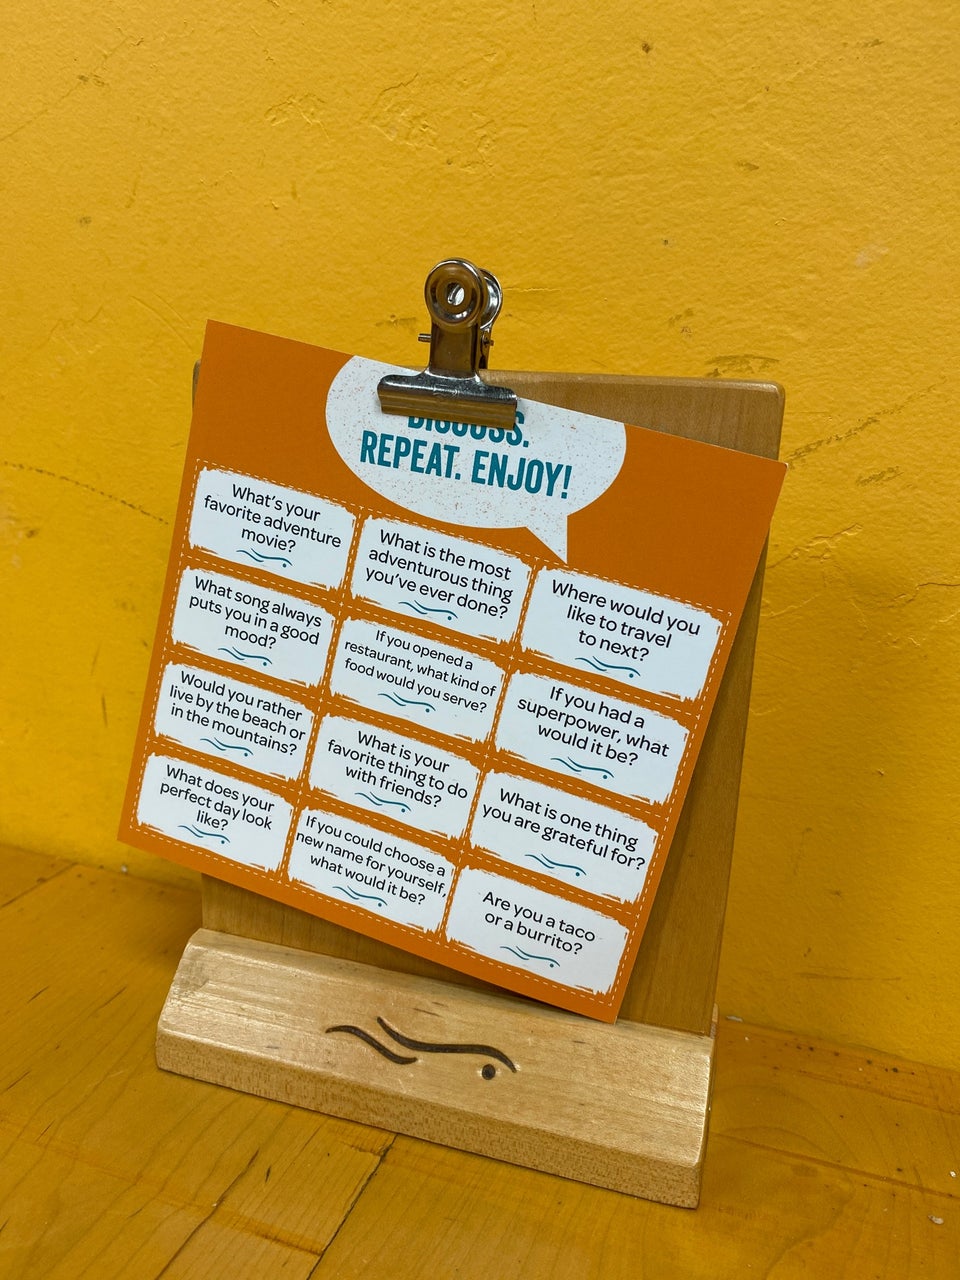 DISCUSS.
REPEAT. ENJOY!
What's your
favorite adventure
movie?
What is the most
adventurous thing
you've ever done?
Where would you
like to travel
to next?
What song always
puts you in a good
mood?
If you opened a
restaurant, what kind of
food would you serve?
If you had a
superpower, what
would it be?
Would you rather
live by the beach or
in the mountains?
What is your
favorite thing to do
with friends?
What is one thing
you are grateful for?
What does your
perfect day look
like?
If you could choose a
new name for yourself,
what would it be?
Are you a taco
or a burrito?